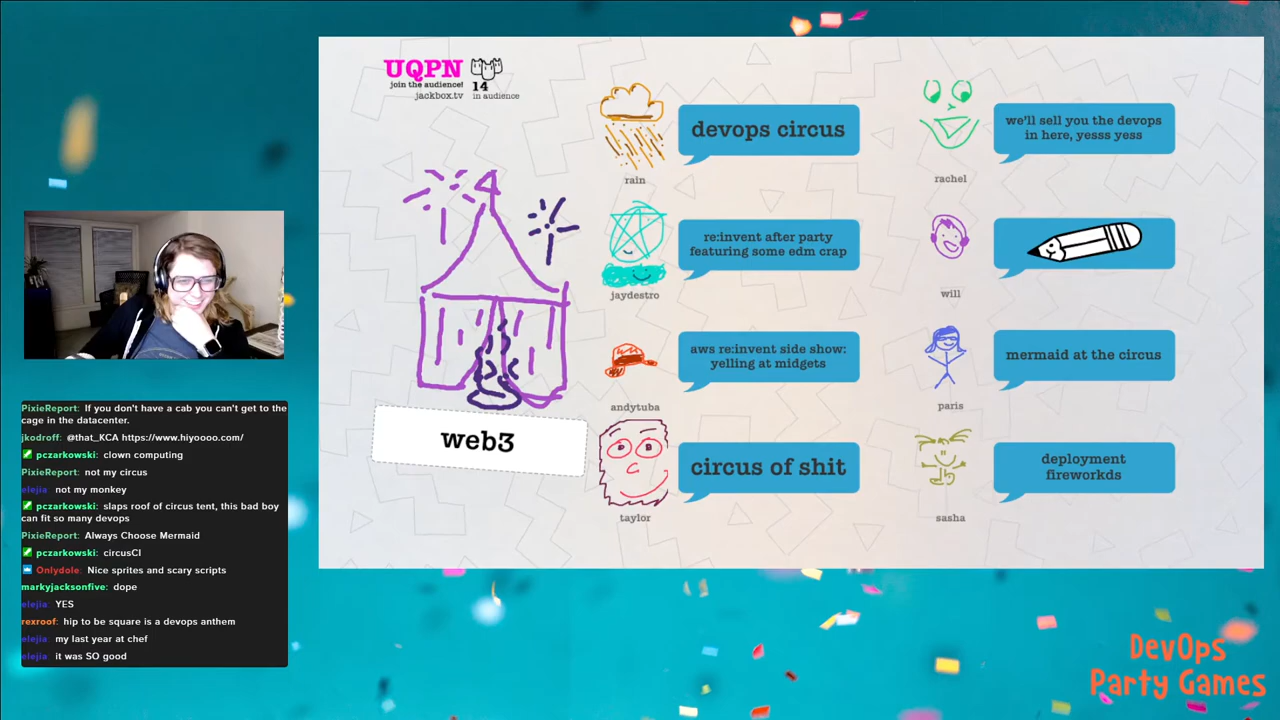 UQPN
join the audience!
jackbox.tv
14
in audience
web3
devops circus
rain
re:invent after party
featuring some edm crap
jaydestro
aws re:invent side show:
yelling at midgets
andytuba
circus of shit
taylor
we'll sell you the devops
in here, yesss yess
rachel
will
mermaid at the circus
paris
deployment
fireworkds
sasha
PixieReport: If you don't have a cab you can't get to the
cage in the datacenter.
jkodroff: @that_KCA https://www.hiyoooo.com/
pczarkowski: clown computing
PixieReport: not my circus
elejia: not my monkey
pczarkowski: slaps roof of circus tent, this bad boy
can fit so many devops
PixieReport: Always Choose Mermaid
pczarkowski: circusCI
Onlydole: Nice sprites and scary scripts
markyjacksonfive: dope
elejia: YES
rexroof: hip to be square is a devops anthem
elejia: my last year at chef
elejia: it was SO good
DevOps
Party Games